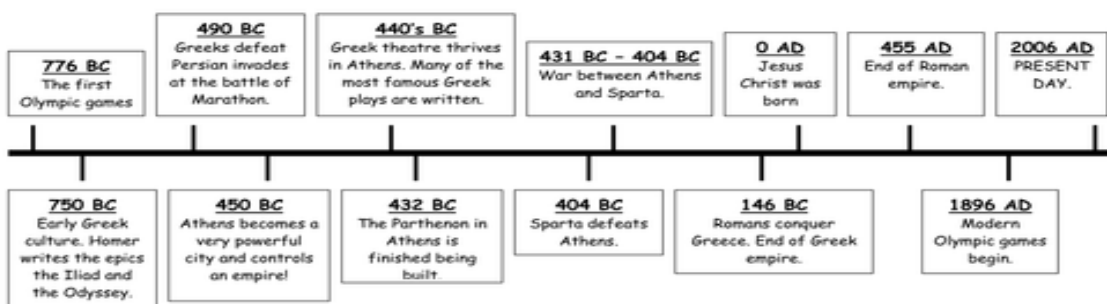 776 BC
The first
Olympic games
490 BC
Greeks defeat
Persian invades
at the battle of
Marathon.
440's BC
Greek theatre thrives
in Athens. Many of the
most famous Greek
plays are written.
431 BC – 404 BC
War between Athens
and Sparta.
0 AD
Jesus
Christ was
born
455 AD
End of Roman
empire.
2006 AD
PRESENT
DAY.
750 BC
Early Greek
culture. Homer
writes the epics
the Iliad and
the Odyssey.
450 BC
Athens becomes a
very powerful
city and controls
an empire!
432 BC
The Parthenon in
Athens is
finished being
built.
404 BC
Sparta defeats
Athens.
146 BC
Romans conquer
Greece. End of Greek
empire.
1896 AD
Modern
Olympic games
begin.